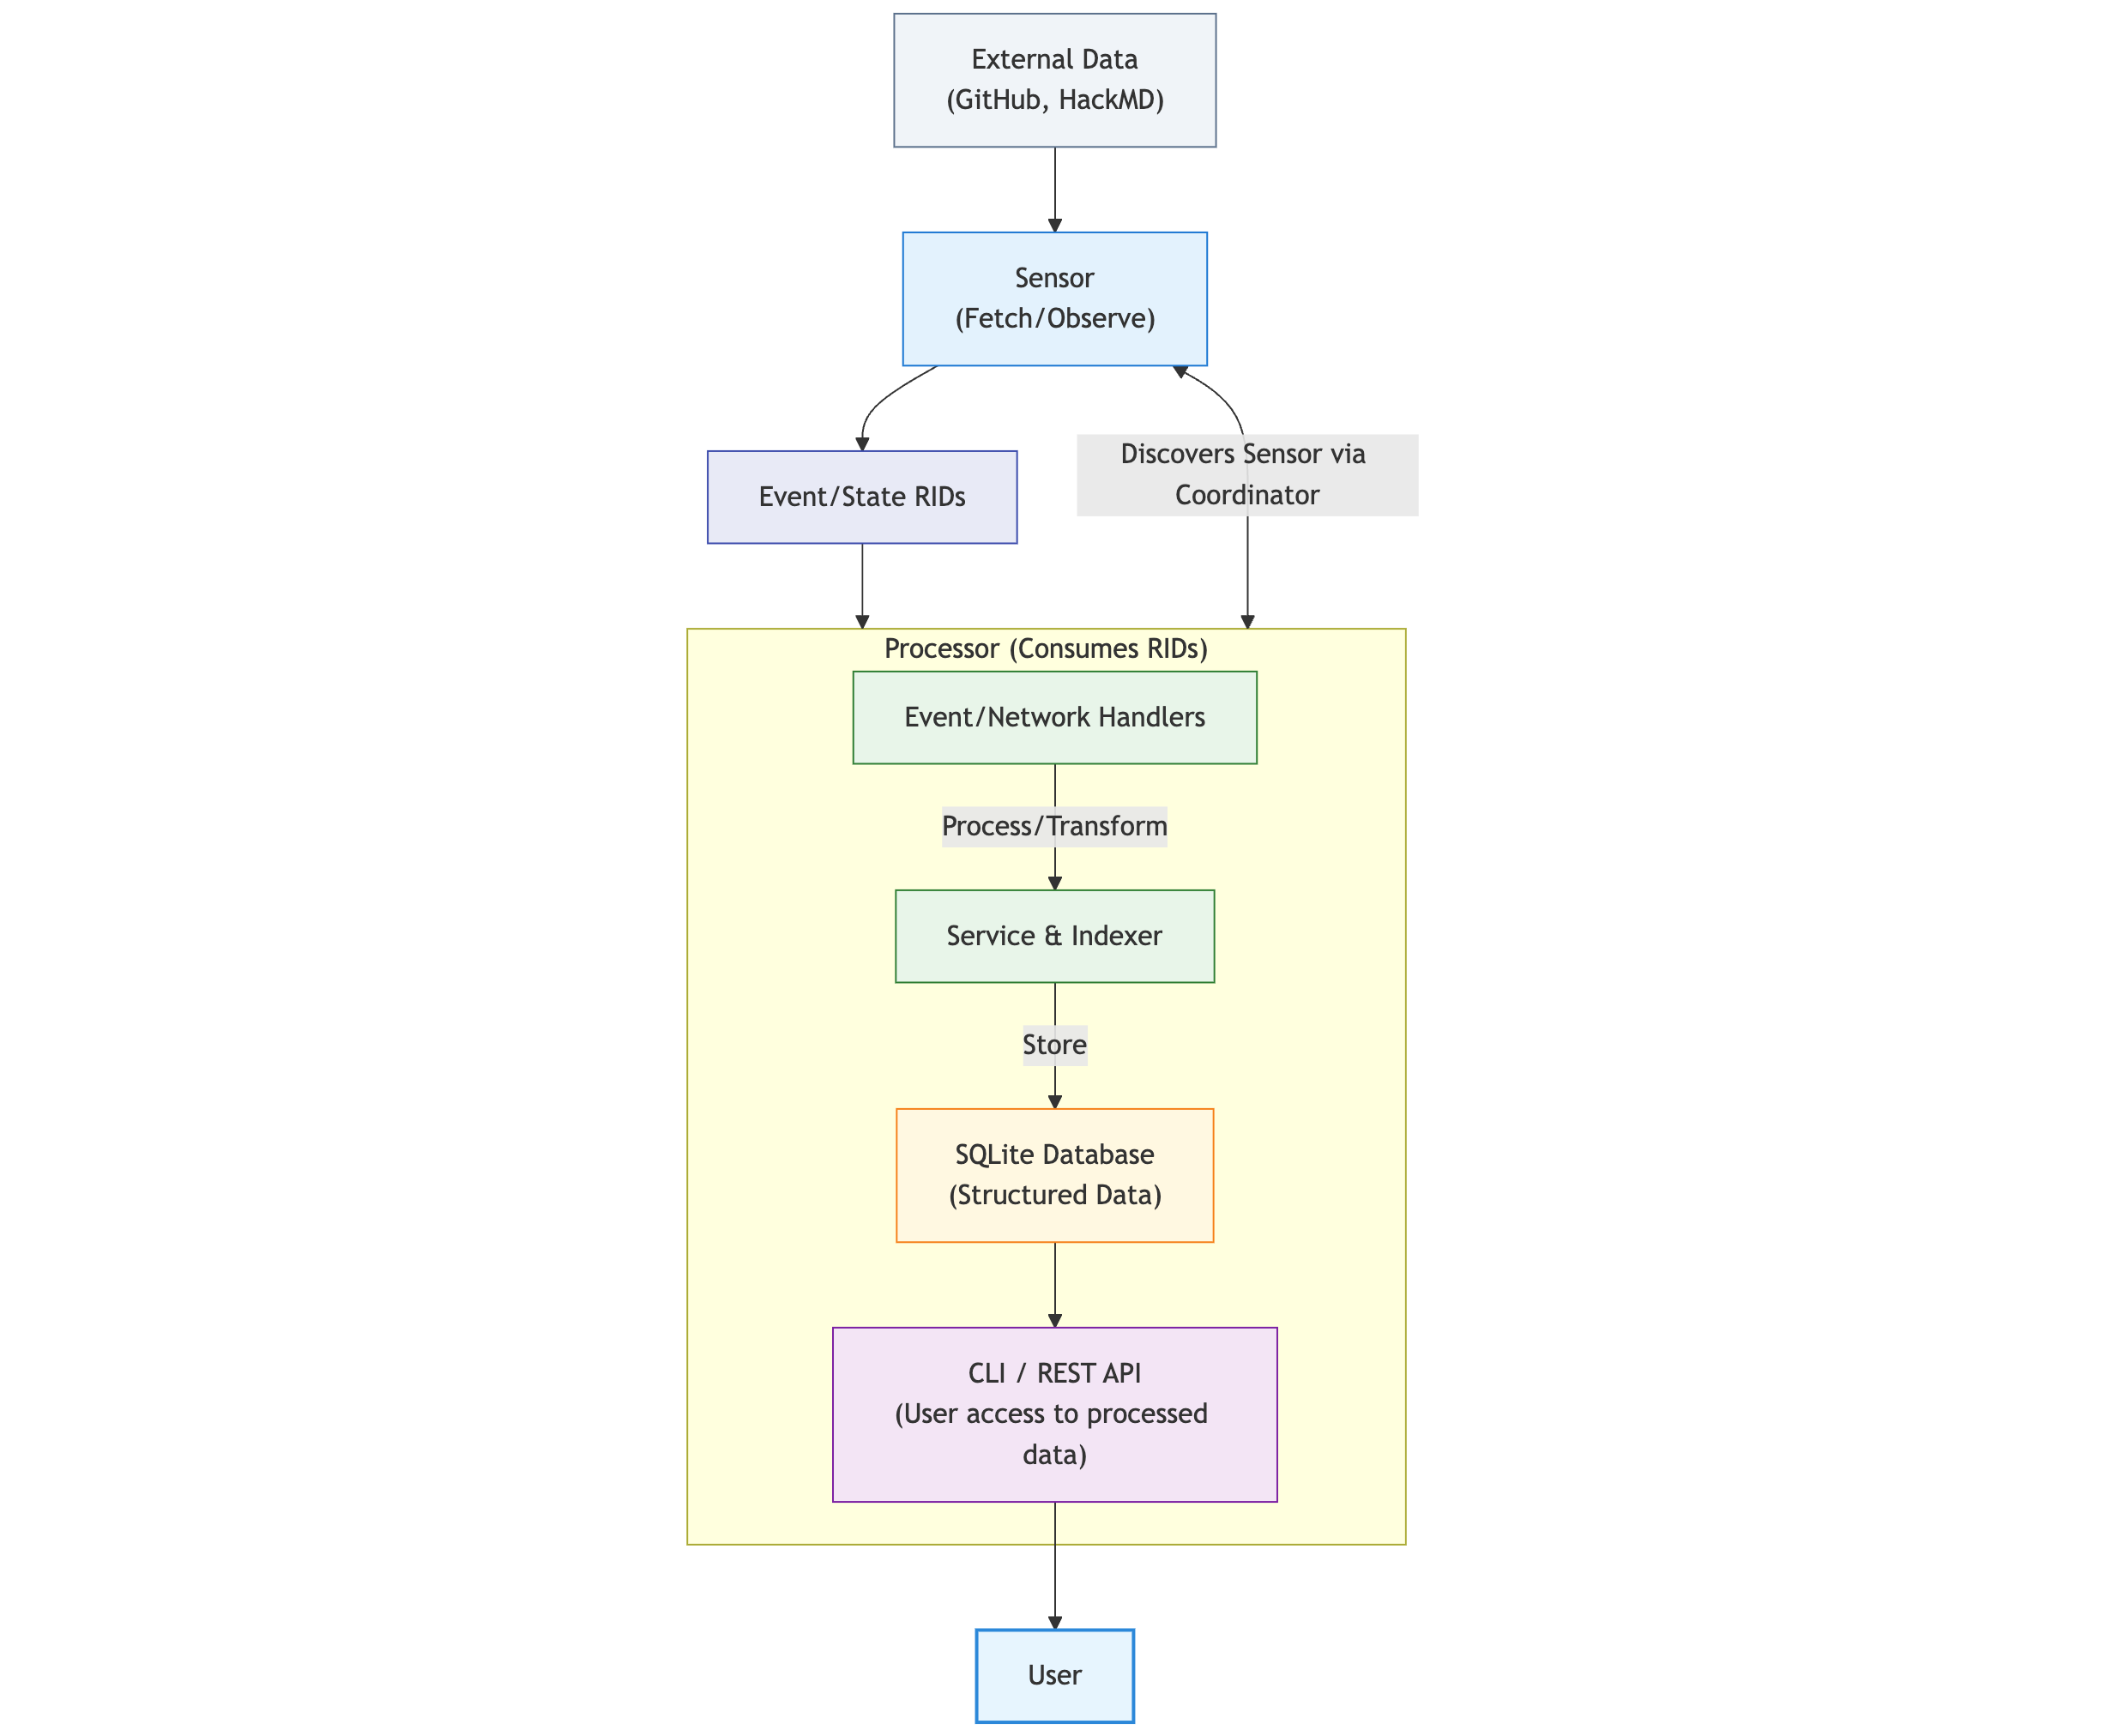 External Data
(GitHub, HackMD)
Sensor
(Fetch/Observe)
Discovers Sensor via
Coordinator
Event/State RIDs
Processor (Consumes RIDs)
Event/Network Handlers
Process/Transform
Service & Indexer
Store
SQLite Database
(Structured Data)
CLI / REST API
(User access to processed
data)
User